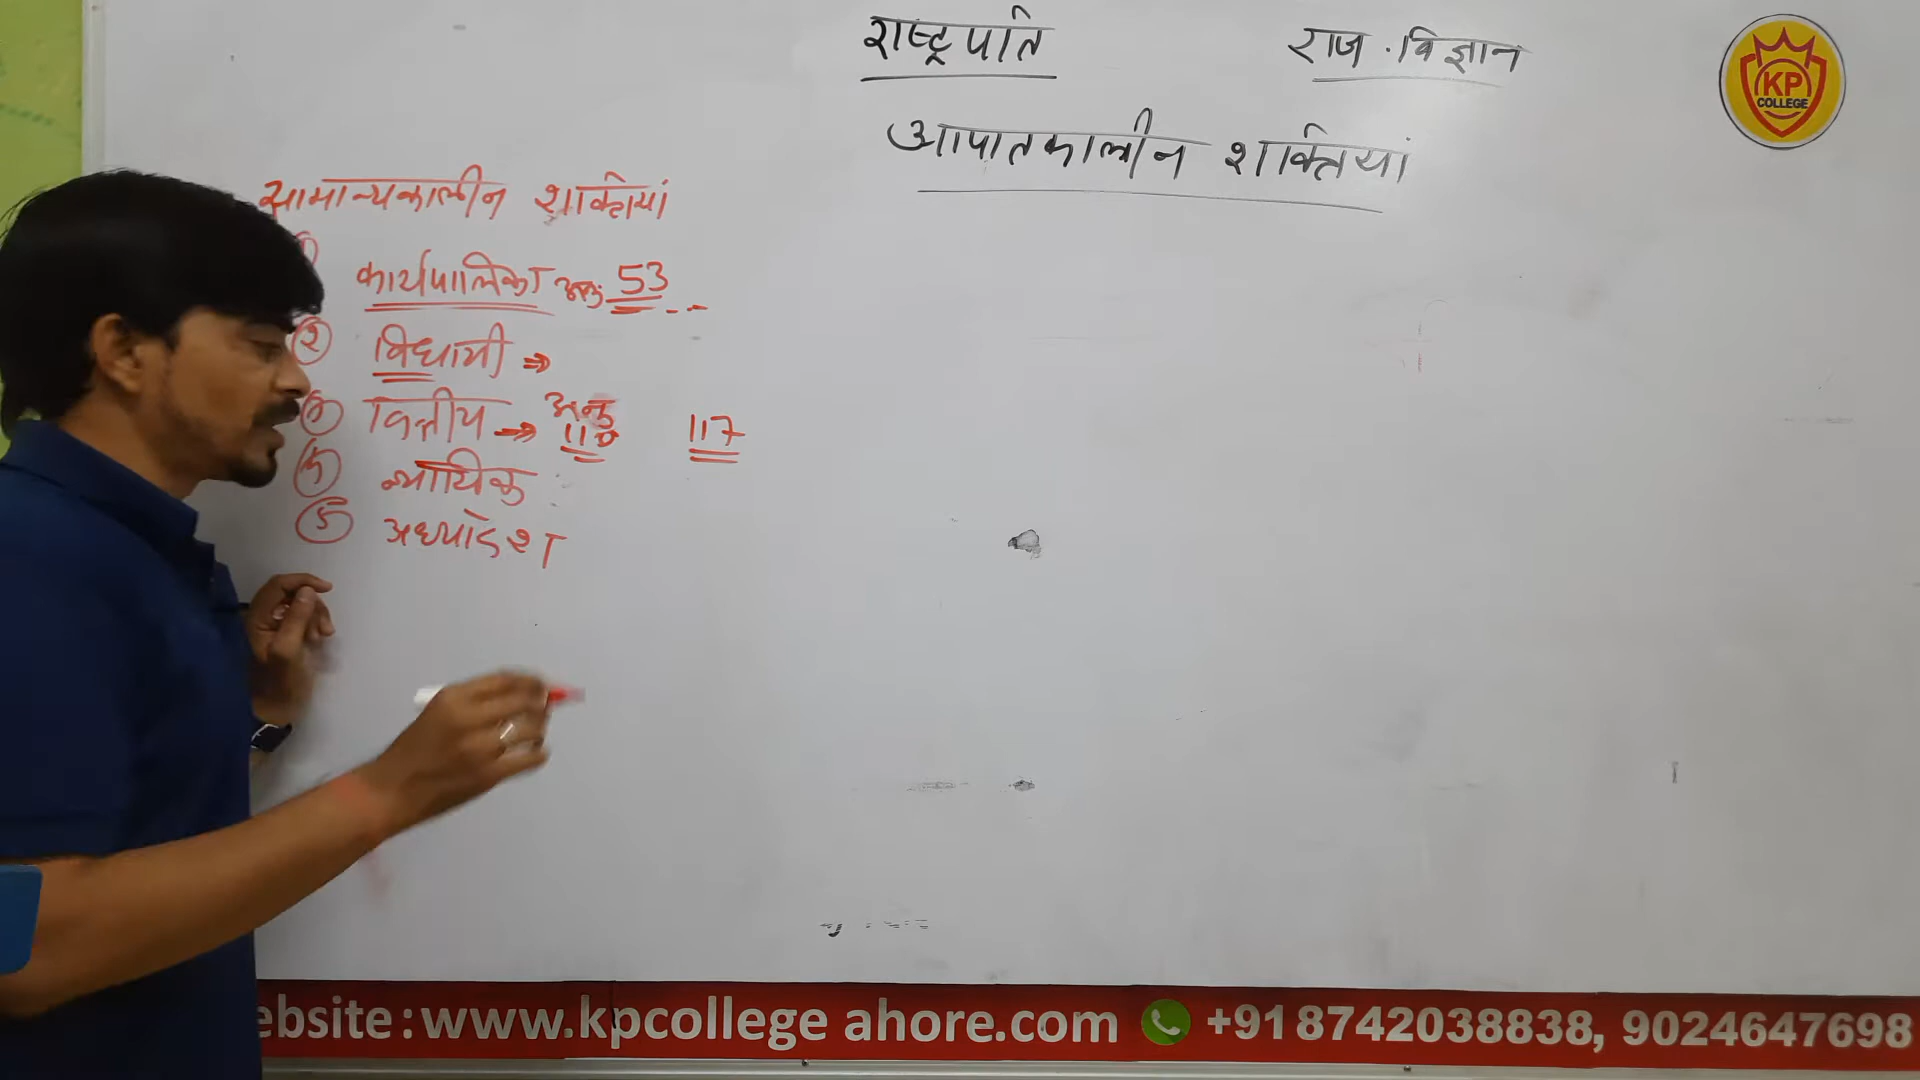 राष्ट्रपति
राज. विज्ञान
KP
COLLEGE
आपातकालीन शक्तियां
सामान्यकालीन शक्तियां
कार्यपालिका अनु. 53 ...
② विधायी ⇒
③ वित्तीय → अनु 117
④ न्यायिक
⑤ अध्यादेश
ebsite : www.kpcollege ahore.com +91 8742038838, 9024647698